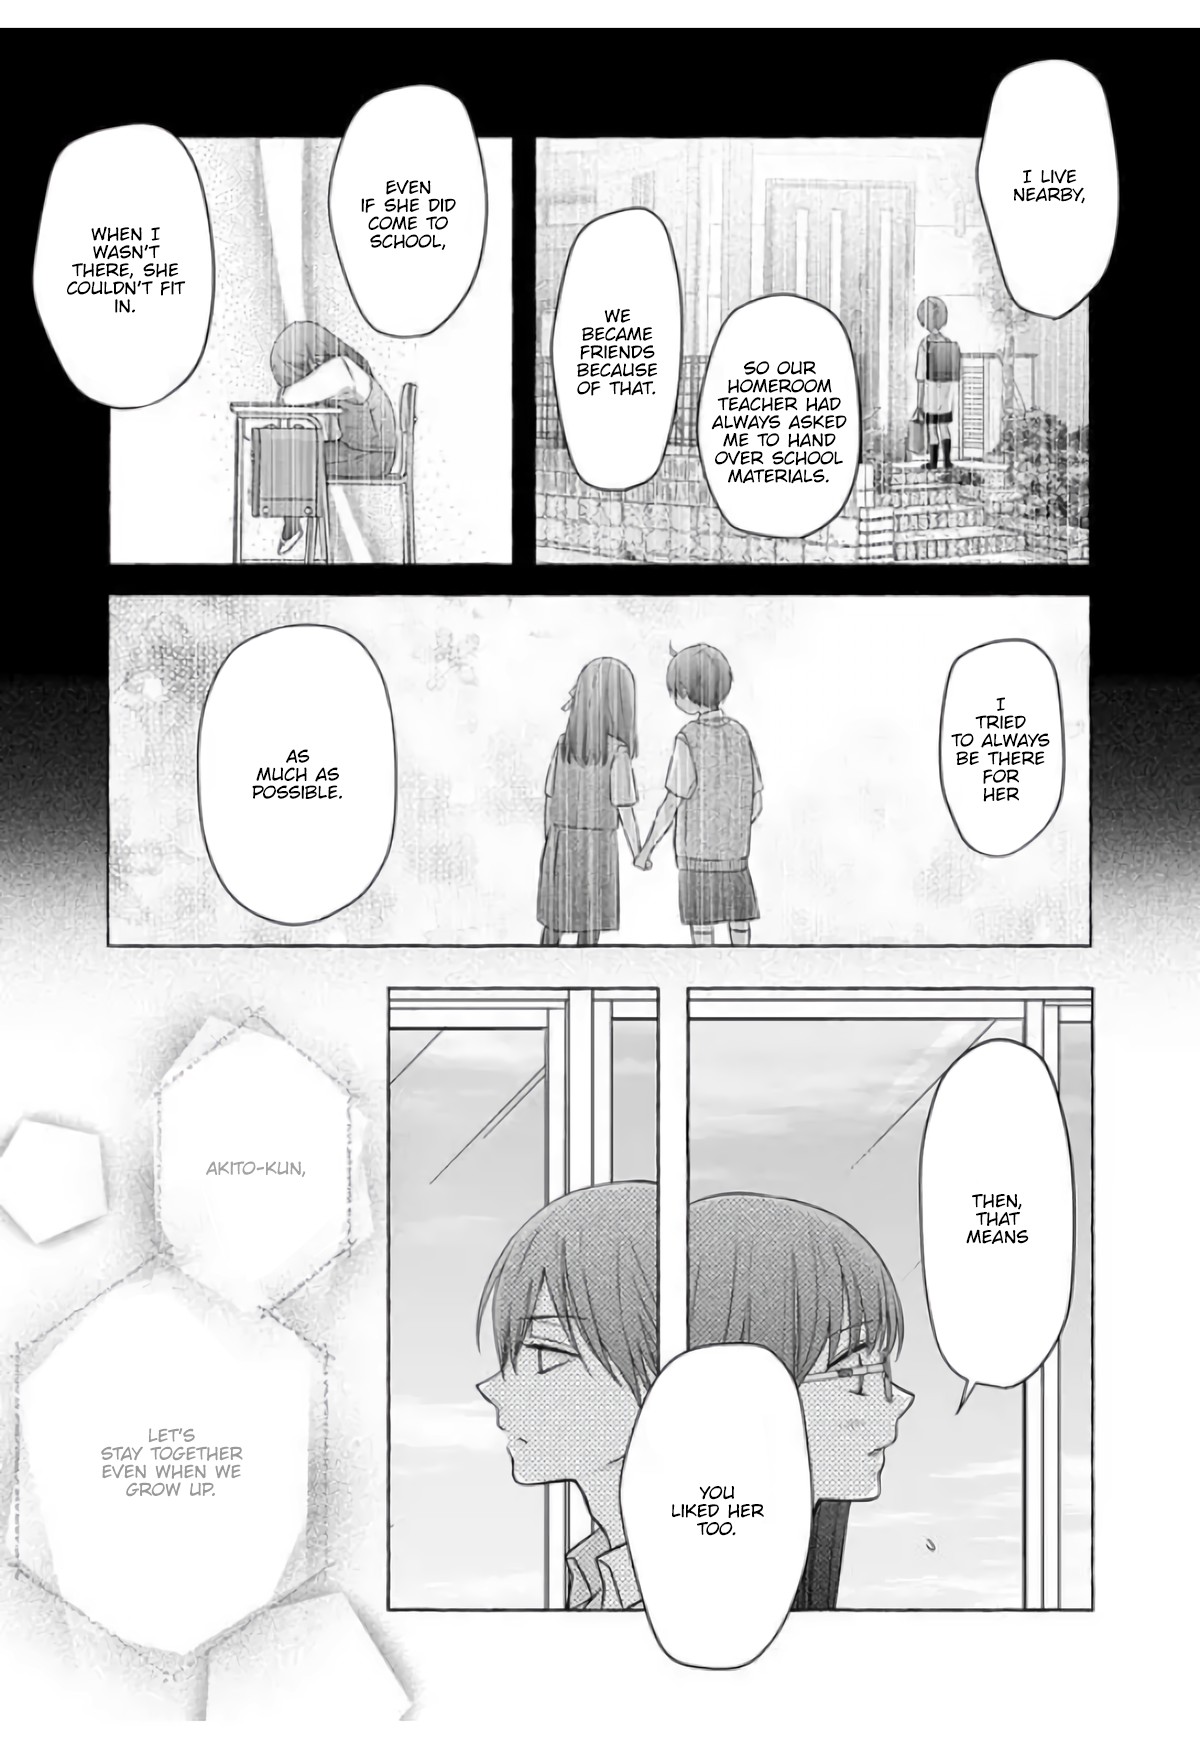 I LIVE
NEARBY,
SO OUR
HOMEROOM
TEACHER HAD
ALWAYS ASKED
ME TO HAND
OVER SCHOOL
MATERIALS.
WE
BECAME
FRIENDS
BECAUSE
OF THAT.
EVEN
IF SHE DID
COME TO
SCHOOL,
WHEN I
WASN'T
THERE, SHE
COULDN'T FIT
IN.
I
TRIED
TO ALWAYS
BE THERE
FOR
HER
AS
MUCH AS
POSSIBLE.
THEN,
THAT
MEANS
YOU
LIKED HER
TOO.
AKITO-KUN,
LET'S
STAY TOGETHER
EVEN WHEN WE
GROW UP.